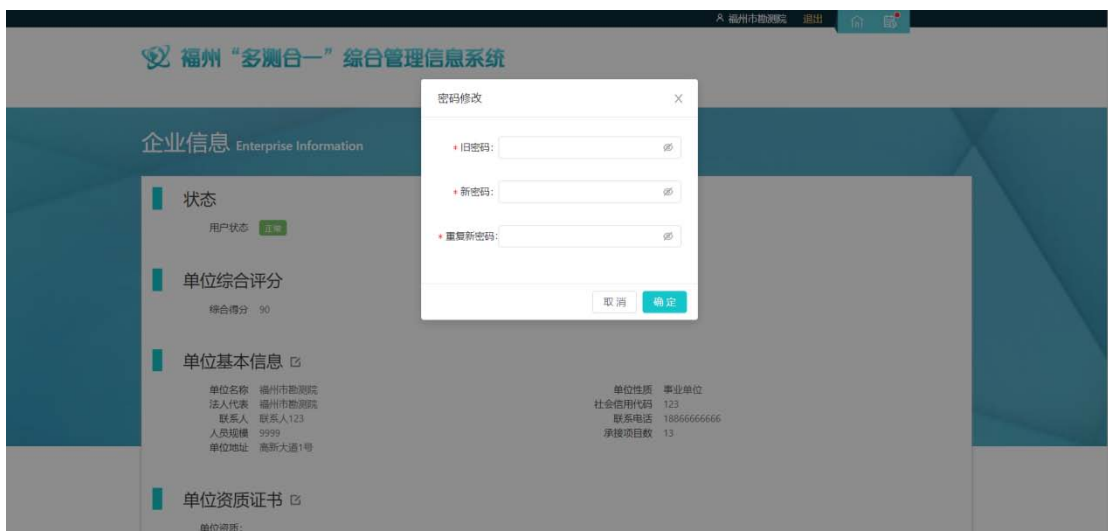 福州市勘测院 退出
福州“多测合一”综合管理信息系统
密码修改
企业信息 Enterprise Information
* 旧密码:
* 新密码:
* 重复新密码:
取消 确定
状态
用户状态 正常
单位综合评分
综合得分 90
单位基本信息
单位名称 福州市勘测院 单位性质 事业单位
法人代表 福州市勘测院 社会信用代码 123
联系人 联系人123 联系电话 18866666666
人员规模 9999 承接项目数 13
单位地址 高新大道1号
单位资质证书
单位资质: